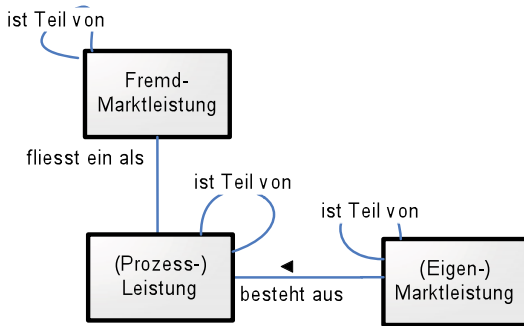 ist Teil von
Fremd-
Marktleistung
fliesst ein als
ist Teil von
ist Teil von
(Prozess-)
Leistung
besteht aus
(Eigen-)
Marktleistung